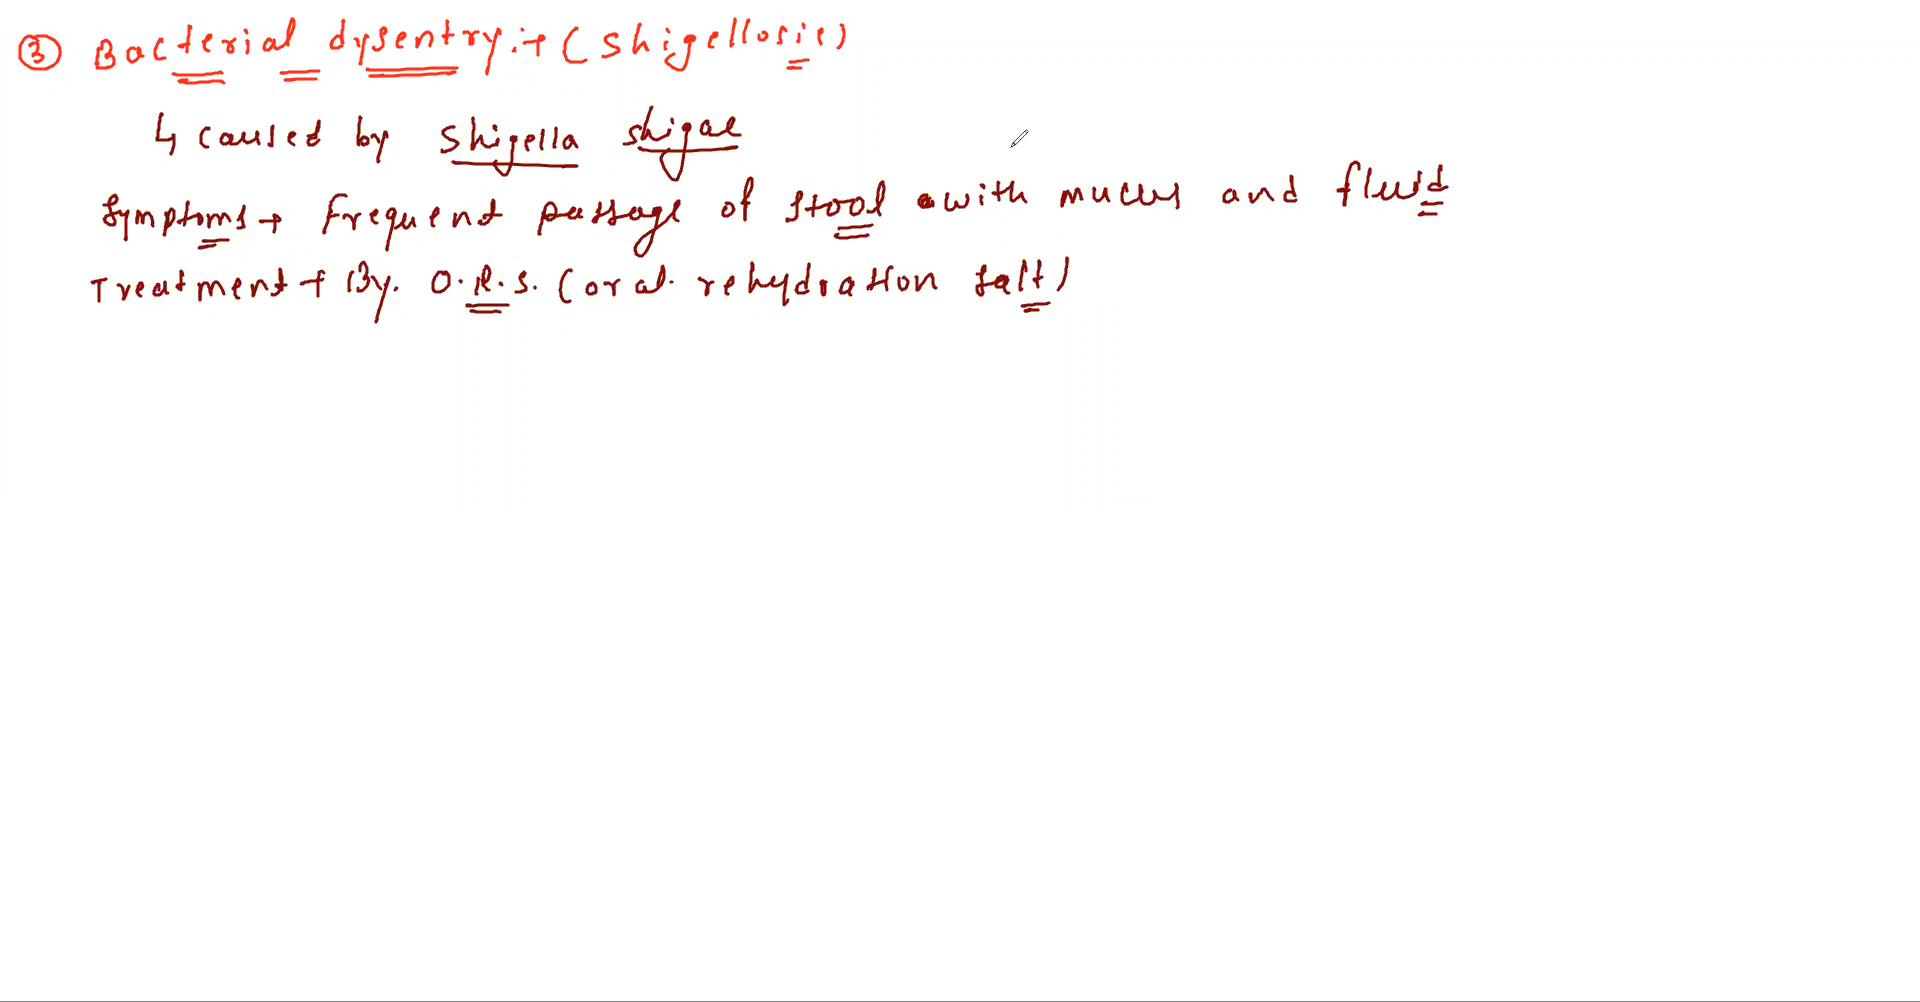 ③ Bacterial dysentry :→ (Shigellosis)
↳ caused by Shigella shigae
Symptoms → Frequent passage of stool with mucus and fluid
Treatment → By. O.R.S. (oral rehydration salt)